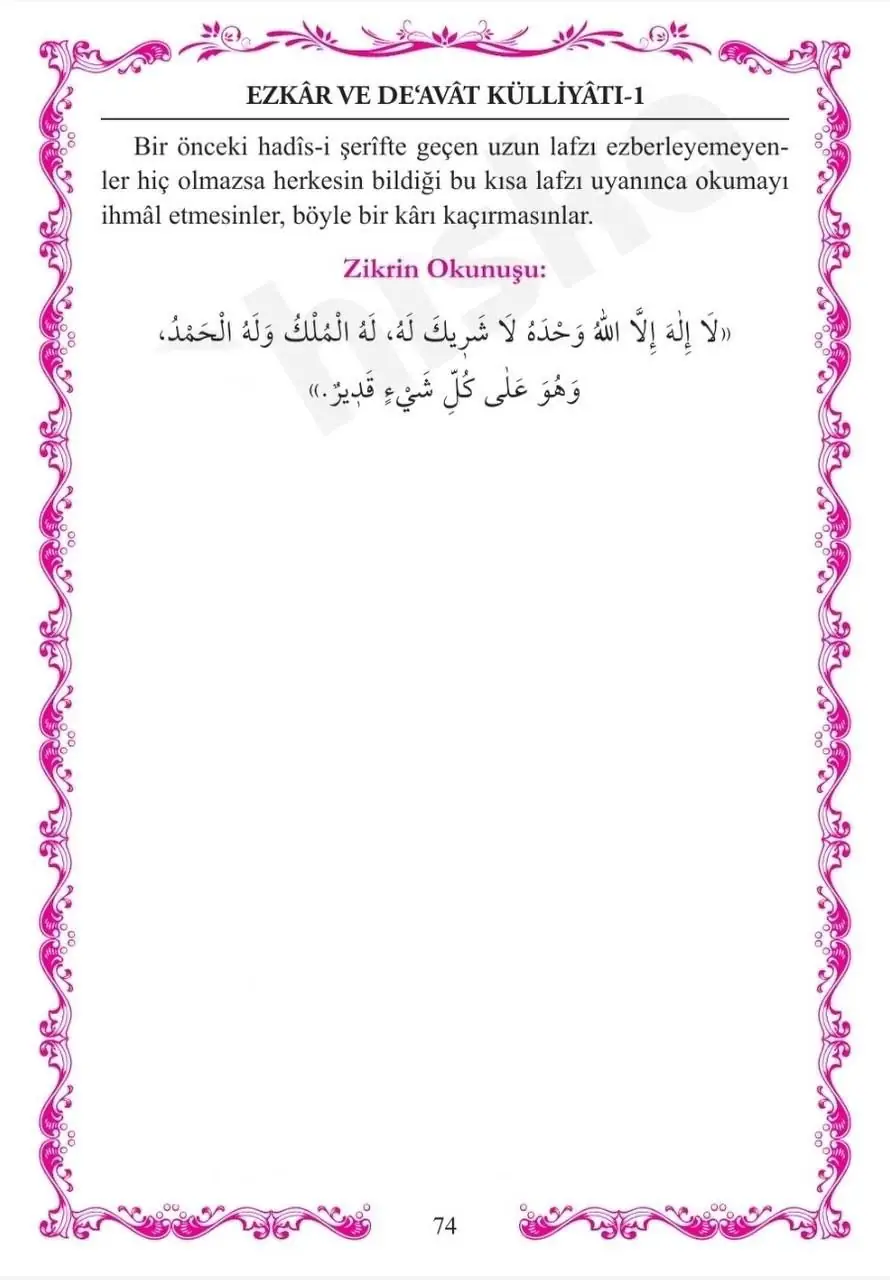 EZKÂR VE DE‘AVÂT KÜLLİYÂTI-1
Bir önceki hadîs-i şerîfte geçen uzun lafzı ezberleyemeyen-
ler hiç olmazsa herkesin bildiği bu kısa lafzı uyanınca okumayı
ihmâl etmesinler, böyle bir kârı kaçırmasınlar.
Zikrin Okunuşu:
«لَا إِلٰهَ إِلَّا اللّٰهُ وَحْدَهُ لَا شَرِيكَ لَهُ، لَهُ الْمُلْكُ وَلَهُ الْحَمْدُ،
وَهُوَ عَلٰى كُلِّ شَيْءٍ قَدِيرٌ.»
74